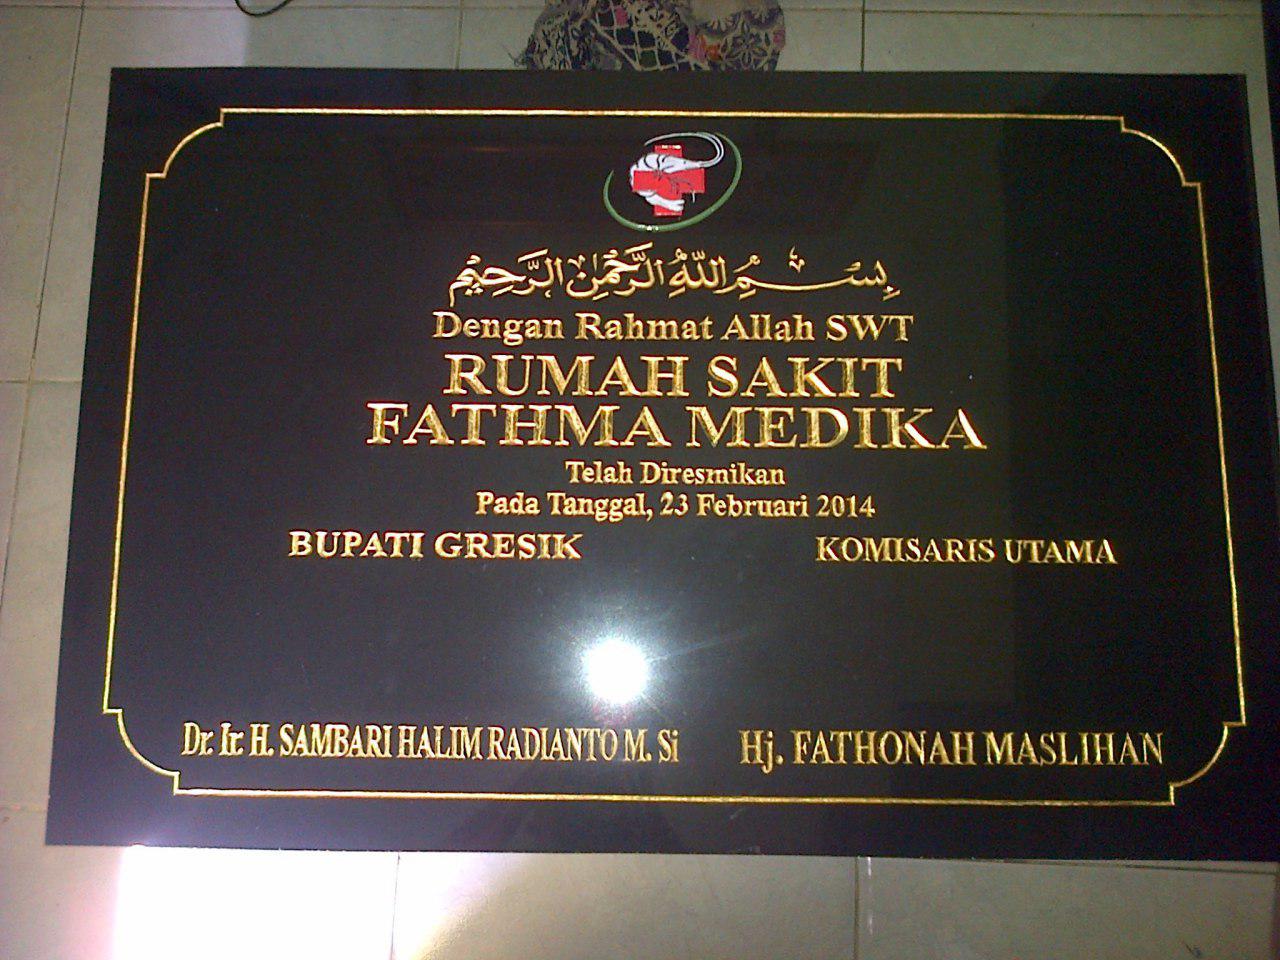 بِسْمِ اللَّهِ الرَّحْمَٰنِ الرَّحِيمِ
Dengan Rahmat Allah SWT
RUMAH SAKIT
FATHMA MEDIKA
Telah Diresmikan
Pada Tanggal, 23 Februari 2014
BUPATI GRESIK KOMISARIS UTAMA
Dr. Ir H. SAMBARI HALIM RADIANTO M. Si Hj. FATHONAH MASLIHAN